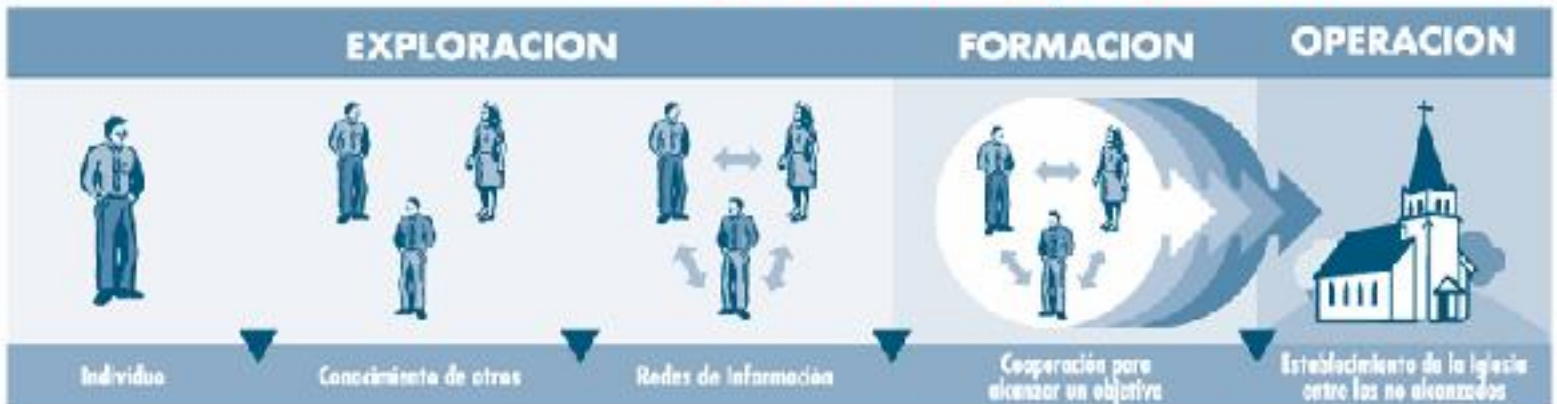 EXPLORACION
FORMACION
OPERACION
Individuo
Conocimiento de otros
Redes de Información
Cooperación para
alcanzar un objetivo
Establecimiento de la Iglesia
entre los no alcanzados